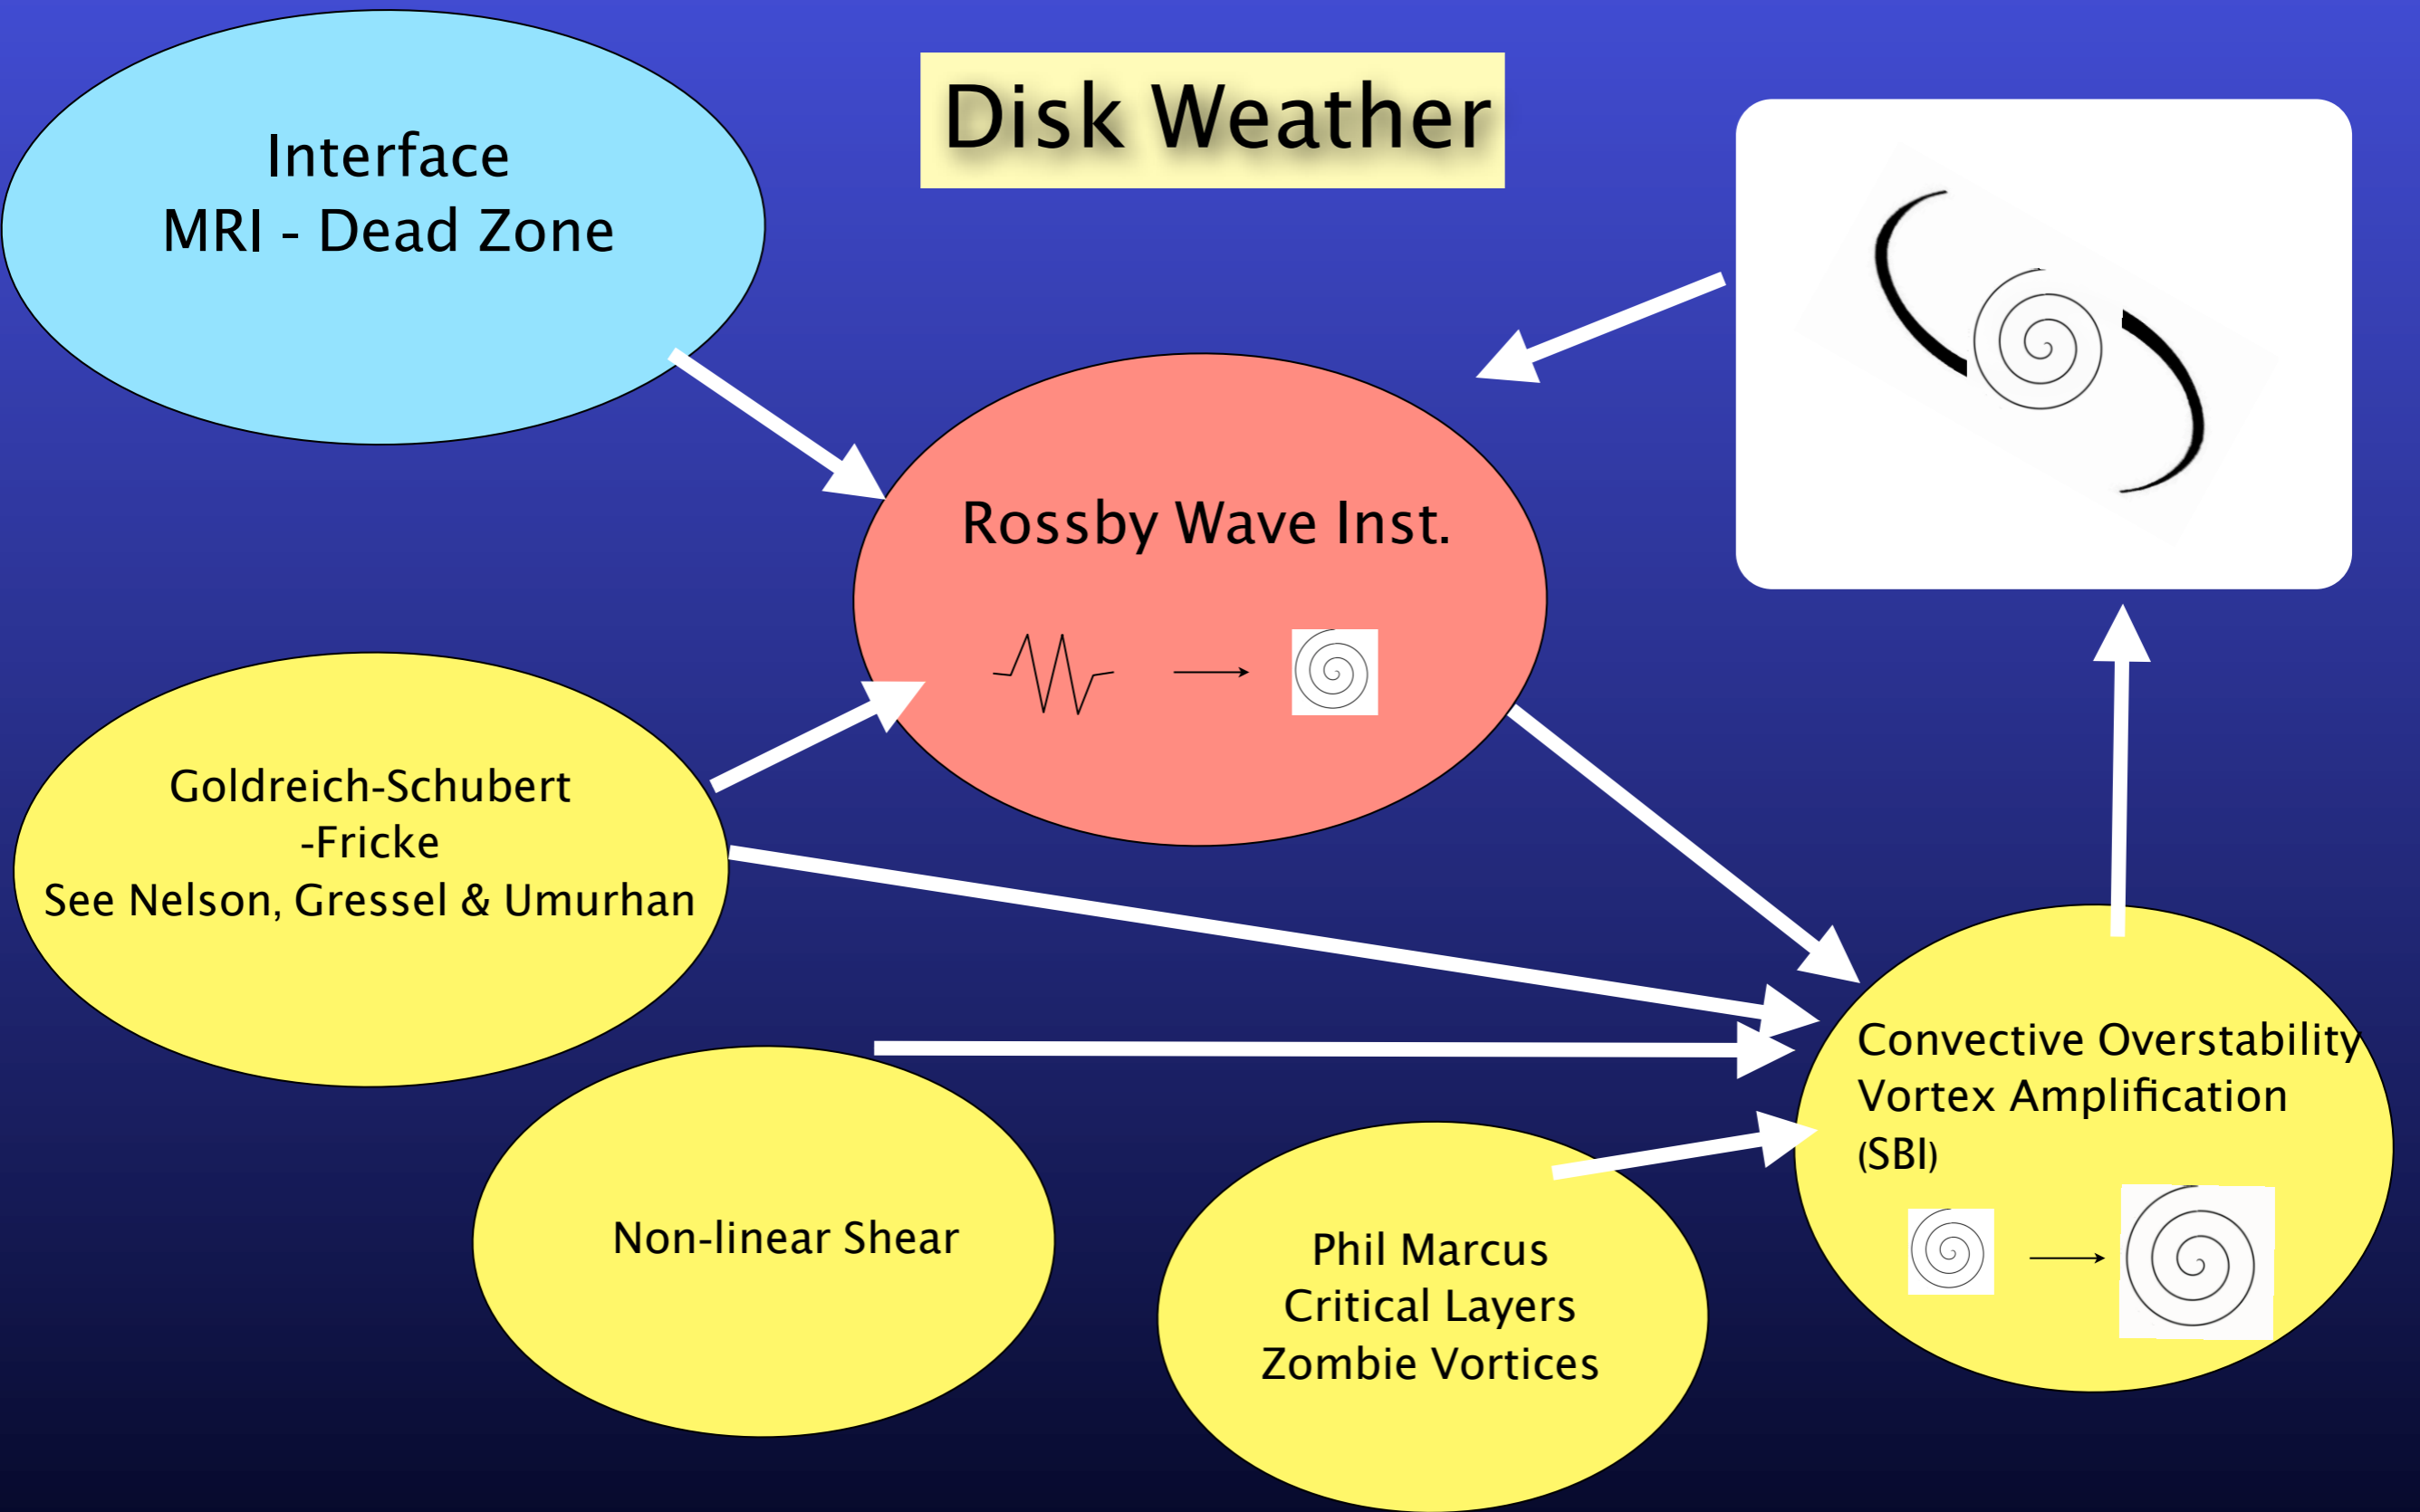 Disk Weather
Interface
MRI - Dead Zone
Rossby Wave Inst.
Goldreich-Schubert
-Fricke
See Nelson, Gressel & Umurhan
Non-linear Shear
Phil Marcus
Critical Layers
Zombie Vortices
Convective Overstability
Vortex Amplification
(SBI)